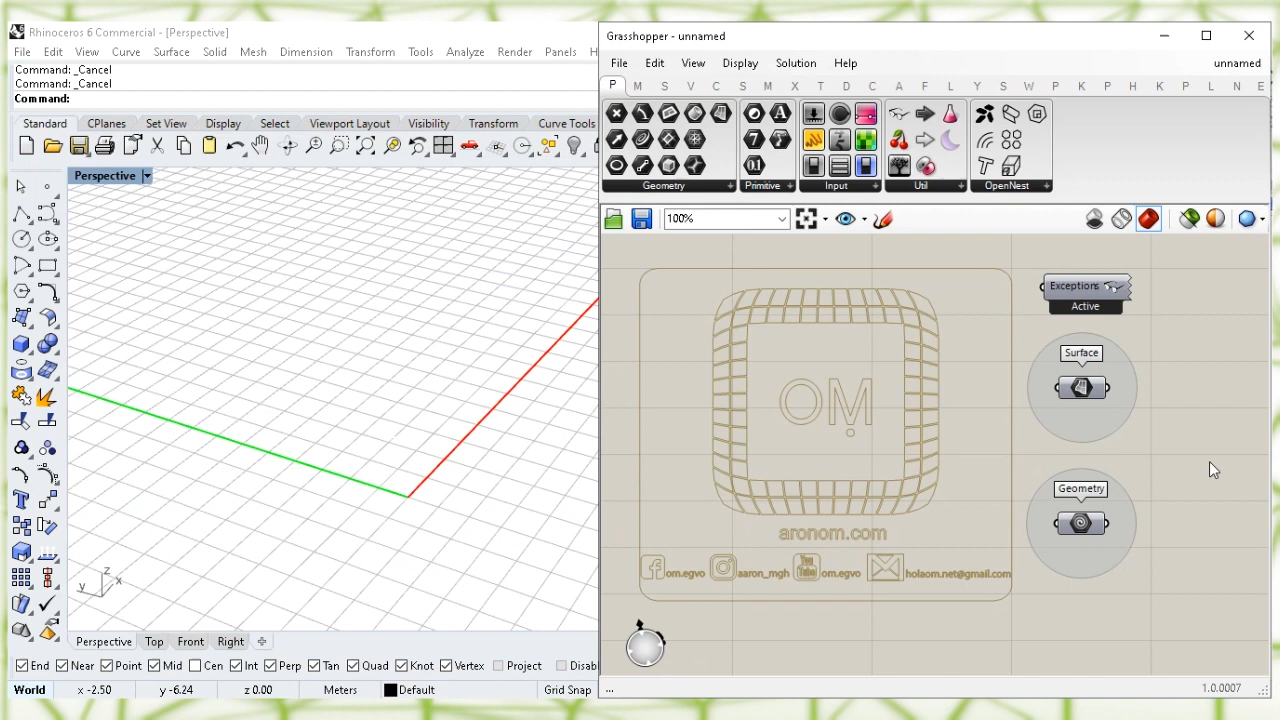 Rhinoceros 6 Commercial - [Perspective]
File Edit View Curve Surface Solid Mesh Dimension Transform Tools Analyze Render Panels H
Command: _Cancel
Command: _Cancel
Command:
Standard CPlanes Set View Display Select Viewport Layout Visibility Transform Curve Tools
Perspective
z
y
x
Perspective Top Front Right
End Near Point Mid Cen Int Perp Tan Quad Knot Vertex Project Disab
World x -2.50 y -6.24 z 0.00 Meters Default Grid Snap
Grasshopper - unnamed
File Edit View Display Solution Help unnamed
P M S V C S M X T D A F L Y S W P P K H K P L N E
Geometry Primitive Input Util OpenNest
100%
Exceptions
Active
Surface
Geometry
OṂ
aronom.com
om.egvo aaron_mgh You Tube om.egvo holaom.net@gmail.com
... 1.0.0007